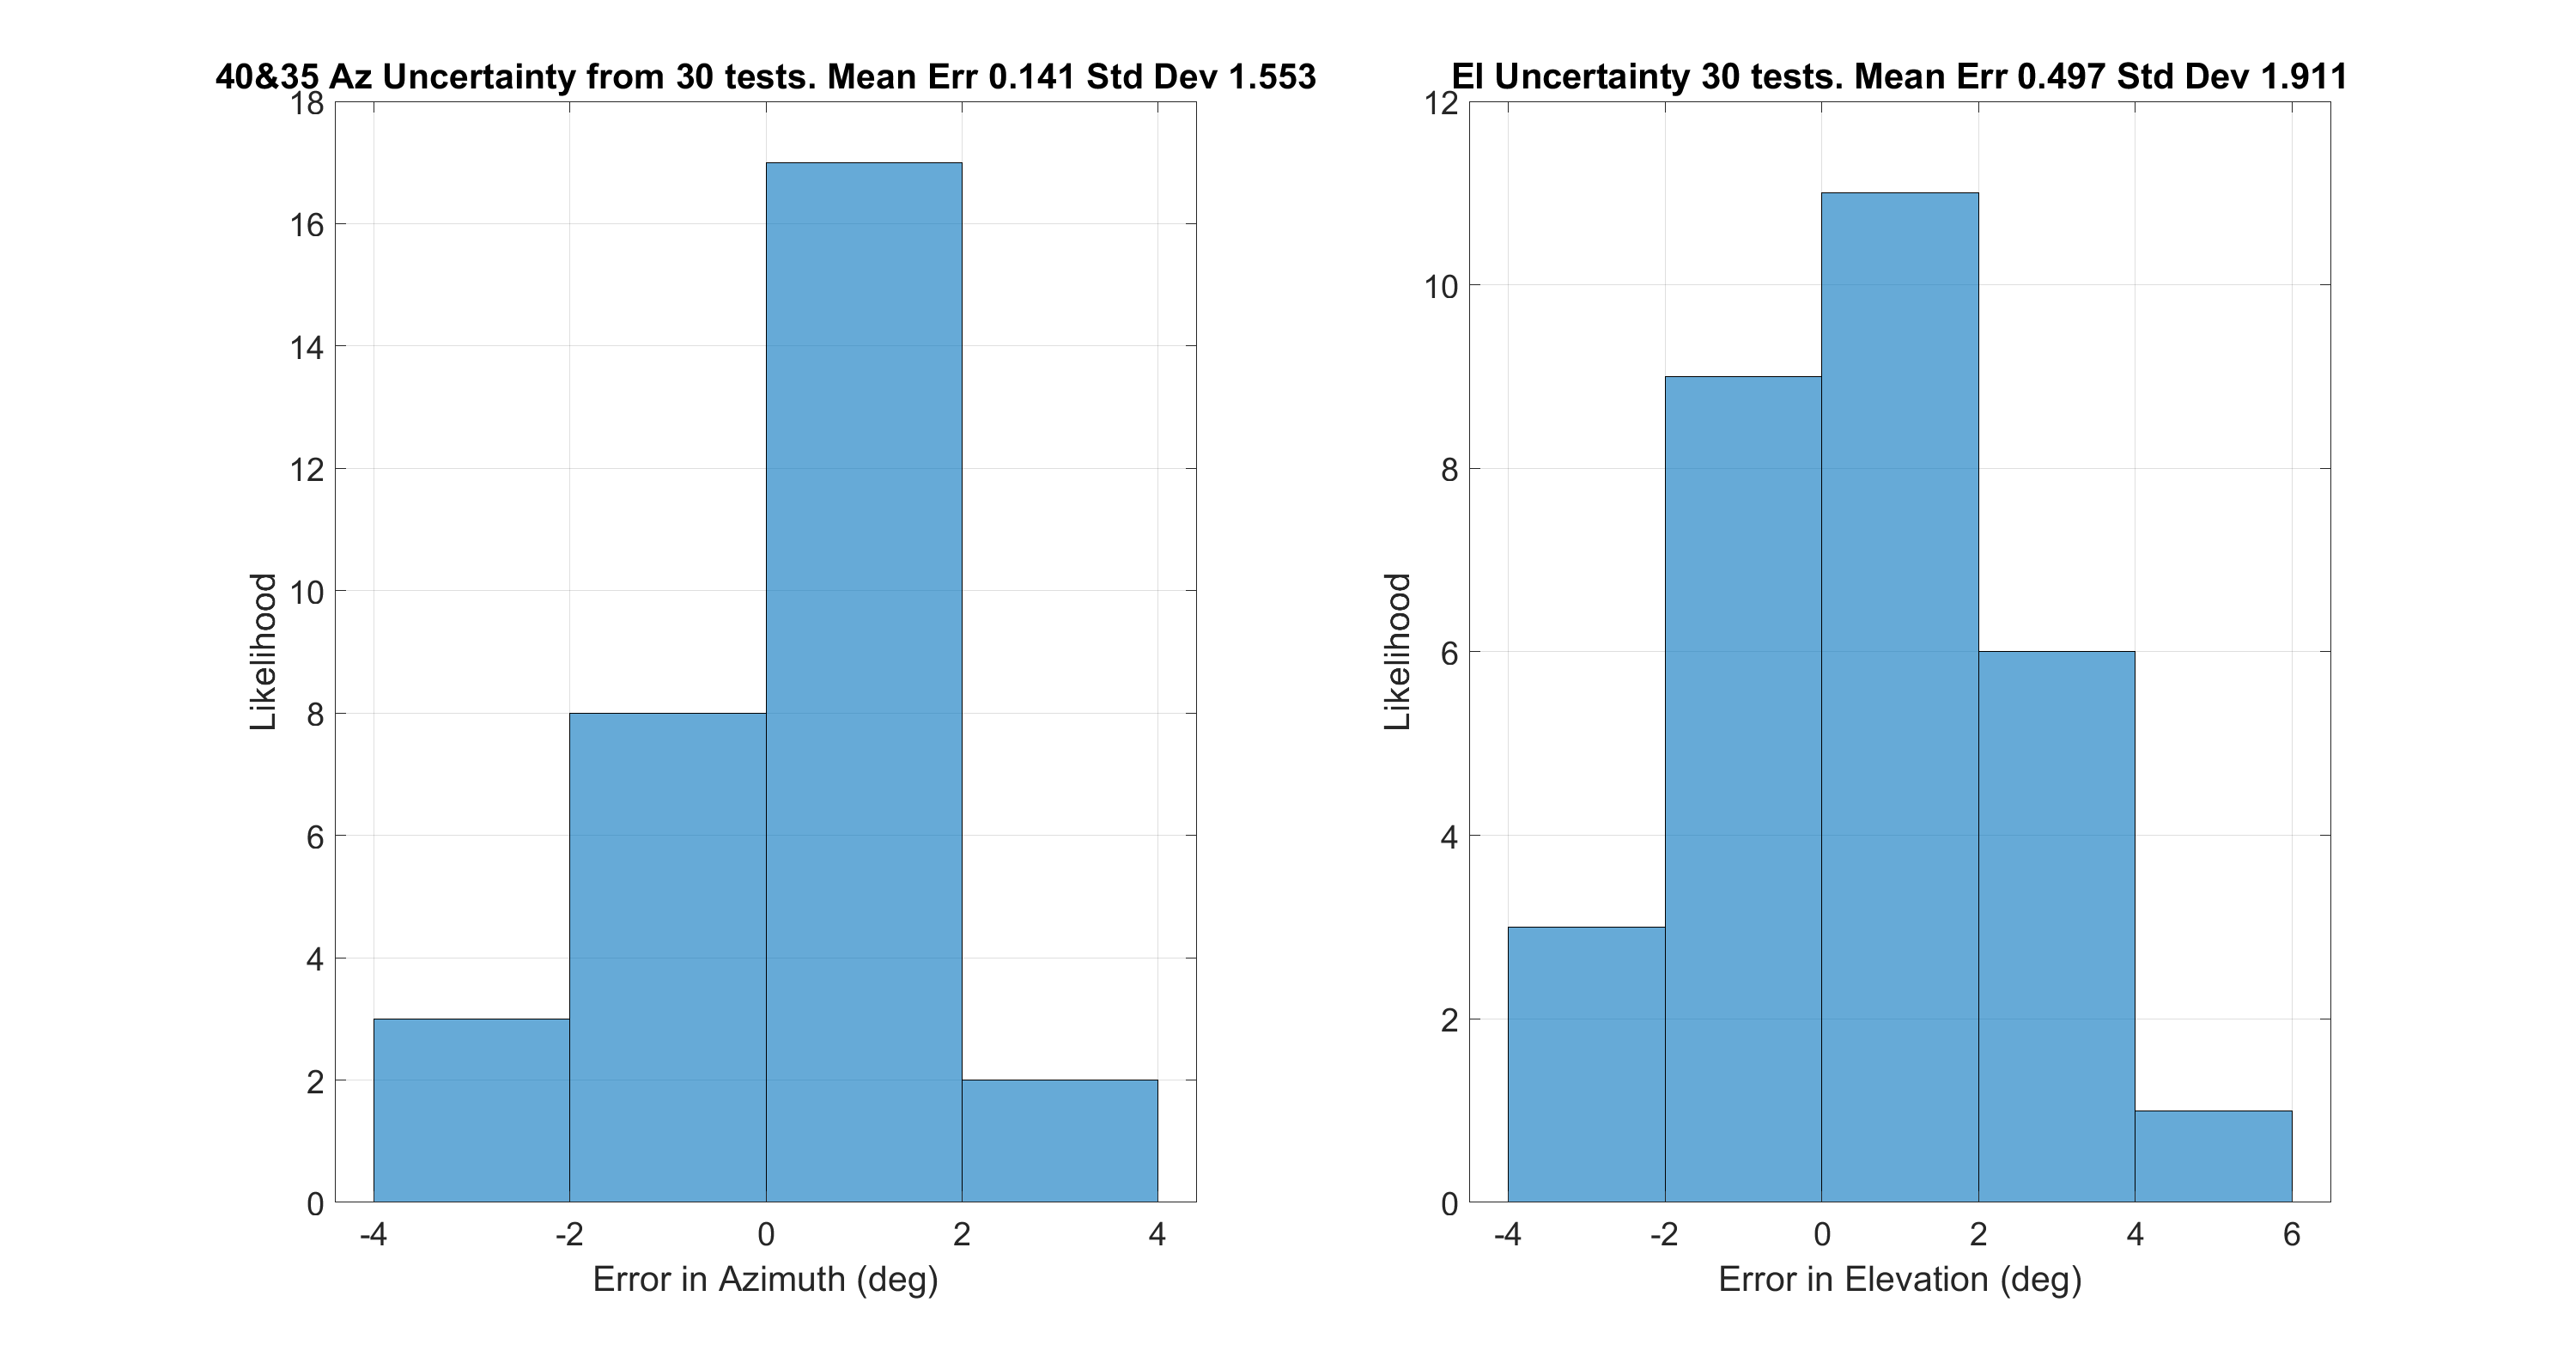 40&35 Az Uncertainty from 30 tests. Mean Err 0.141 Std Dev 1.553
18
16
14
12
10
8
6
4
2
0
Likelihood
-4 -2 0 2 4
Error in Azimuth (deg)
El Uncertainty 30 tests. Mean Err 0.497 Std Dev 1.911
12
10
8
6
4
2
0
Likelihood
-4 -2 0 2 4 6
Error in Elevation (deg)